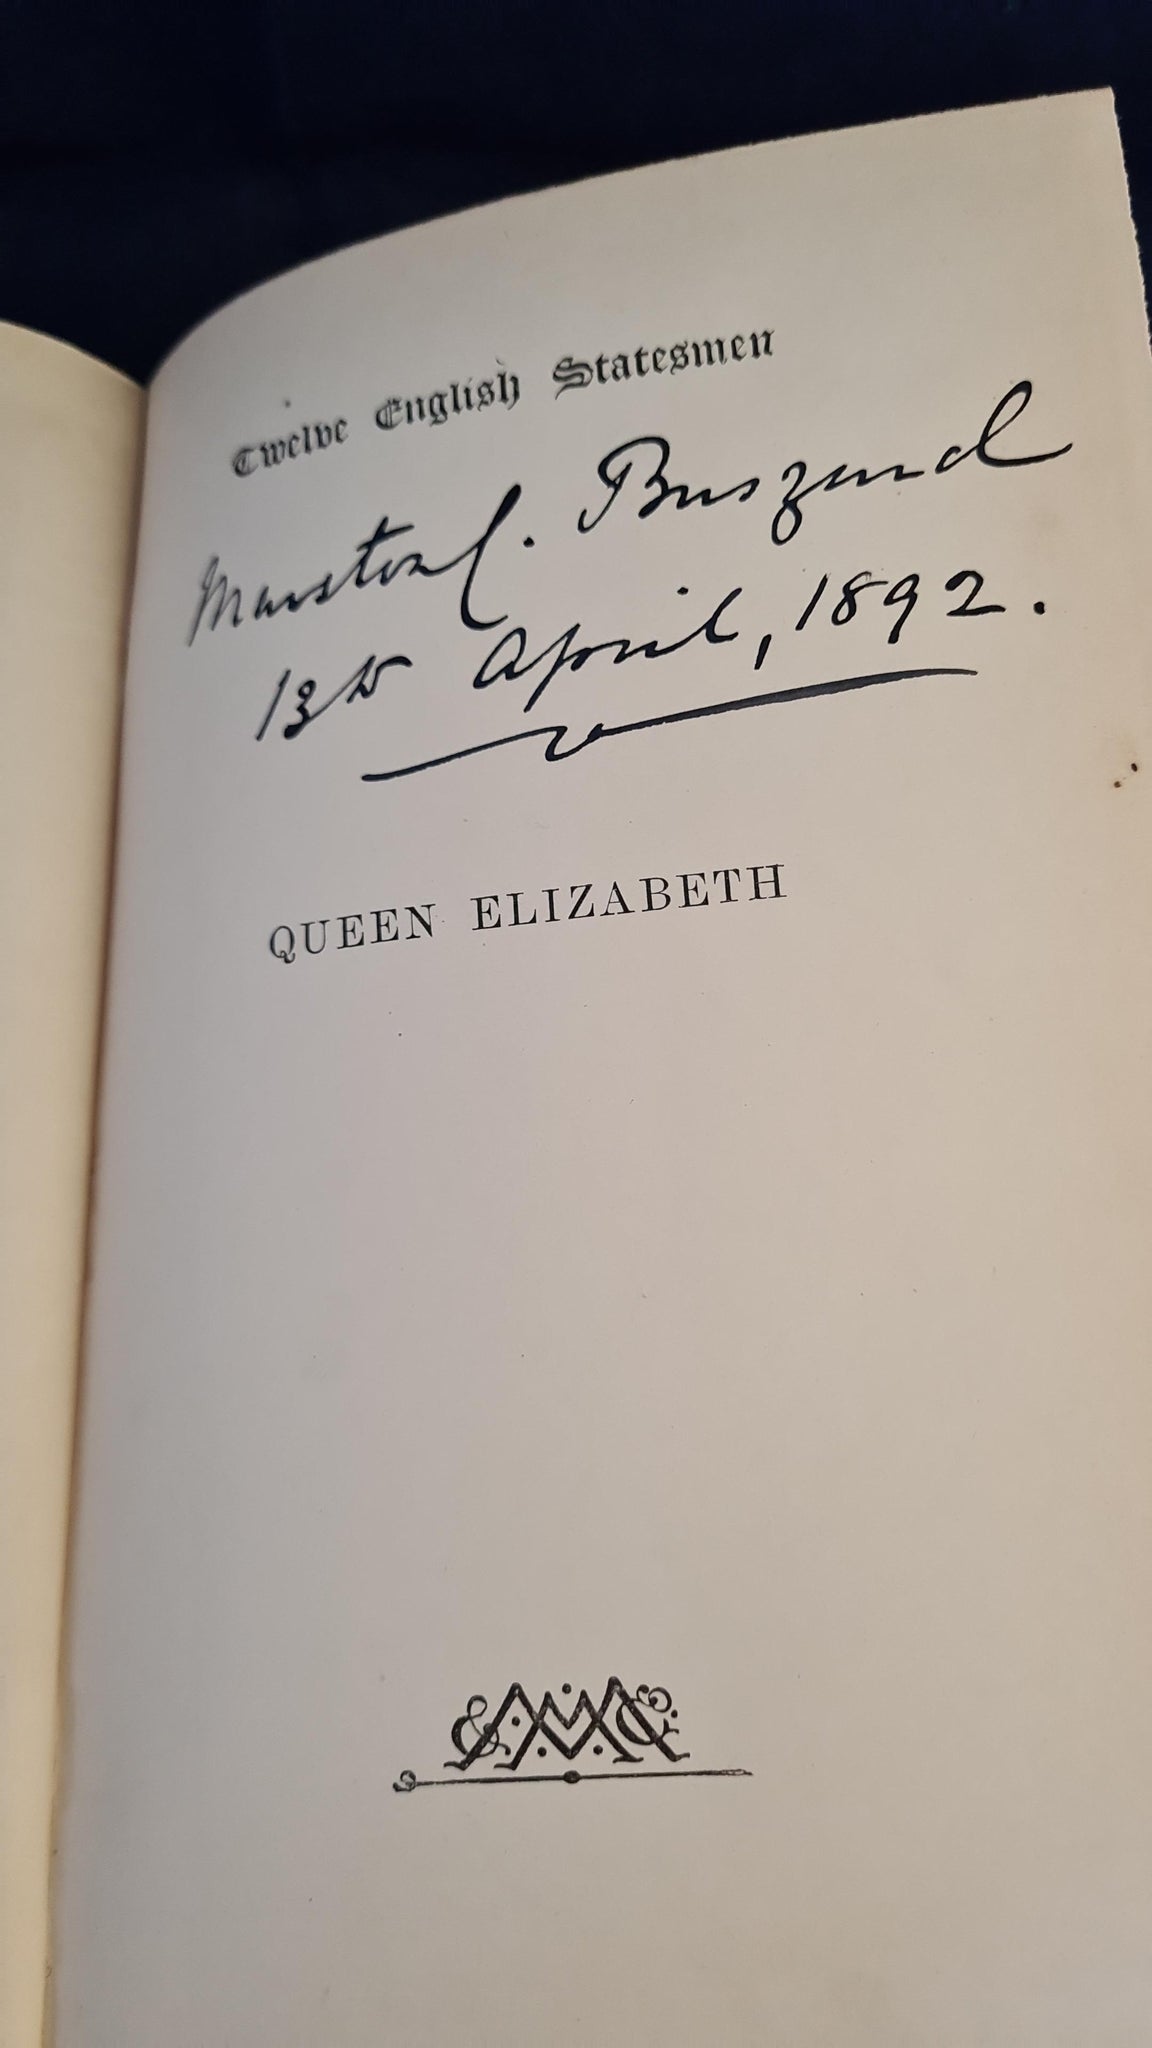 Twelve English Statesmen
Marston C. Buszard
13th April, 1892.
QUEEN ELIZABETH